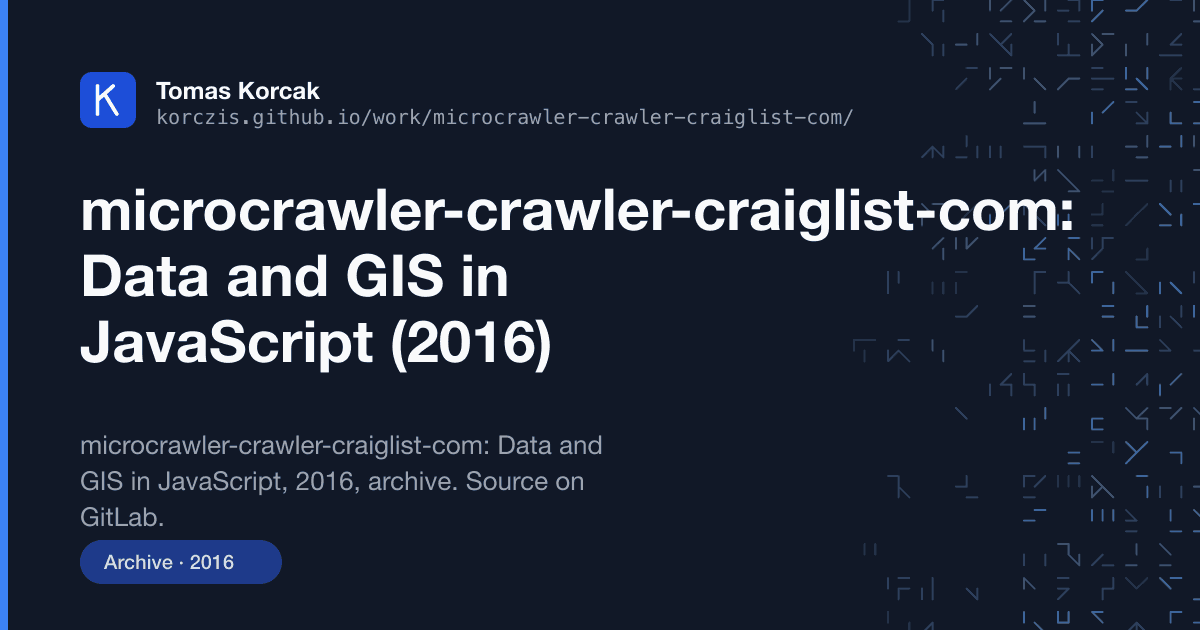 K
Tomas Korcak
korczis.github.io/work/microcrawler-crawler-craiglist-com/
microcrawler-crawler-craiglist-com:
Data and GIS in
JavaScript (2016)
microcrawler-crawler-craiglist-com: Data and
GIS in JavaScript, 2016, archive. Source on
GitLab.
Archive · 2016